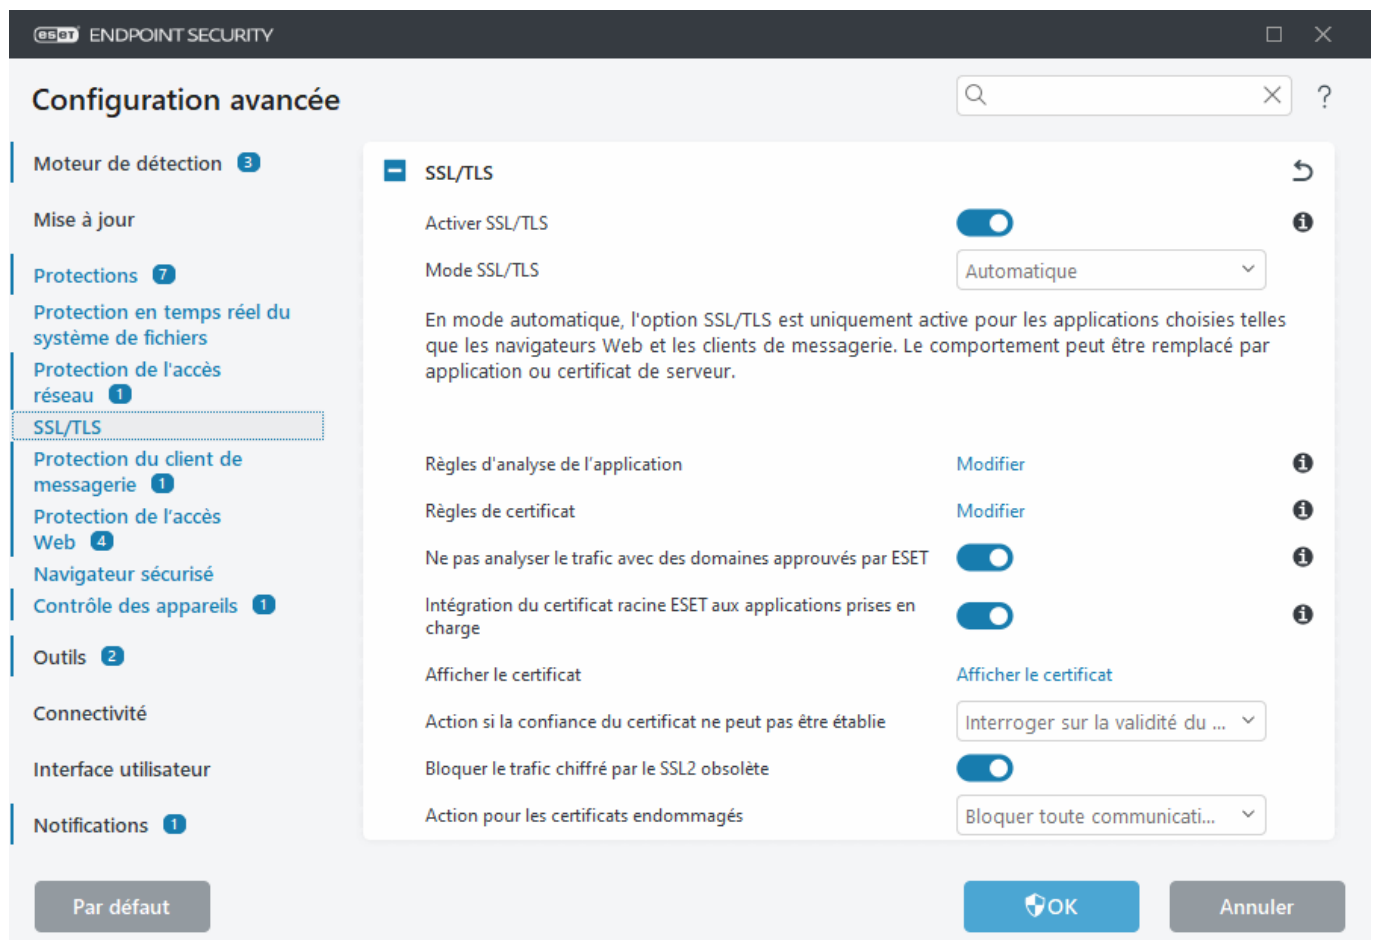 eset ENDPOINT SECURITY
Configuration avancée
?
Moteur de détection 3
Mise à jour
Protections 7
Protection en temps réel du
système de fichiers
Protection de l'accès
réseau 1
SSL/TLS
Protection du client de
messagerie 1
Protection de l'accès
Web 4
Navigateur sécurisé
Contrôle des appareils 1
Outils 2
Connectivité
Interface utilisateur
Notifications 1
SSL/TLS
Activer SSL/TLS
Mode SSL/TLS
Automatique
En mode automatique, l'option SSL/TLS est uniquement active pour les applications choisies telles
que les navigateurs Web et les clients de messagerie. Le comportement peut être remplacé par
application ou certificat de serveur.
Règles d'analyse de l'application
Modifier
Règles de certificat
Modifier
Ne pas analyser le trafic avec des domaines approuvés par ESET
Intégration du certificat racine ESET aux applications prises en
charge
Afficher le certificat
Afficher le certificat
Action si la confiance du certificat ne peut pas être établie
Interroger sur la validité du ...
Bloquer le trafic chiffré par le SSL2 obsolète
Action pour les certificats endommagés
Bloquer toute communicati...
Par défaut
OK
Annuler